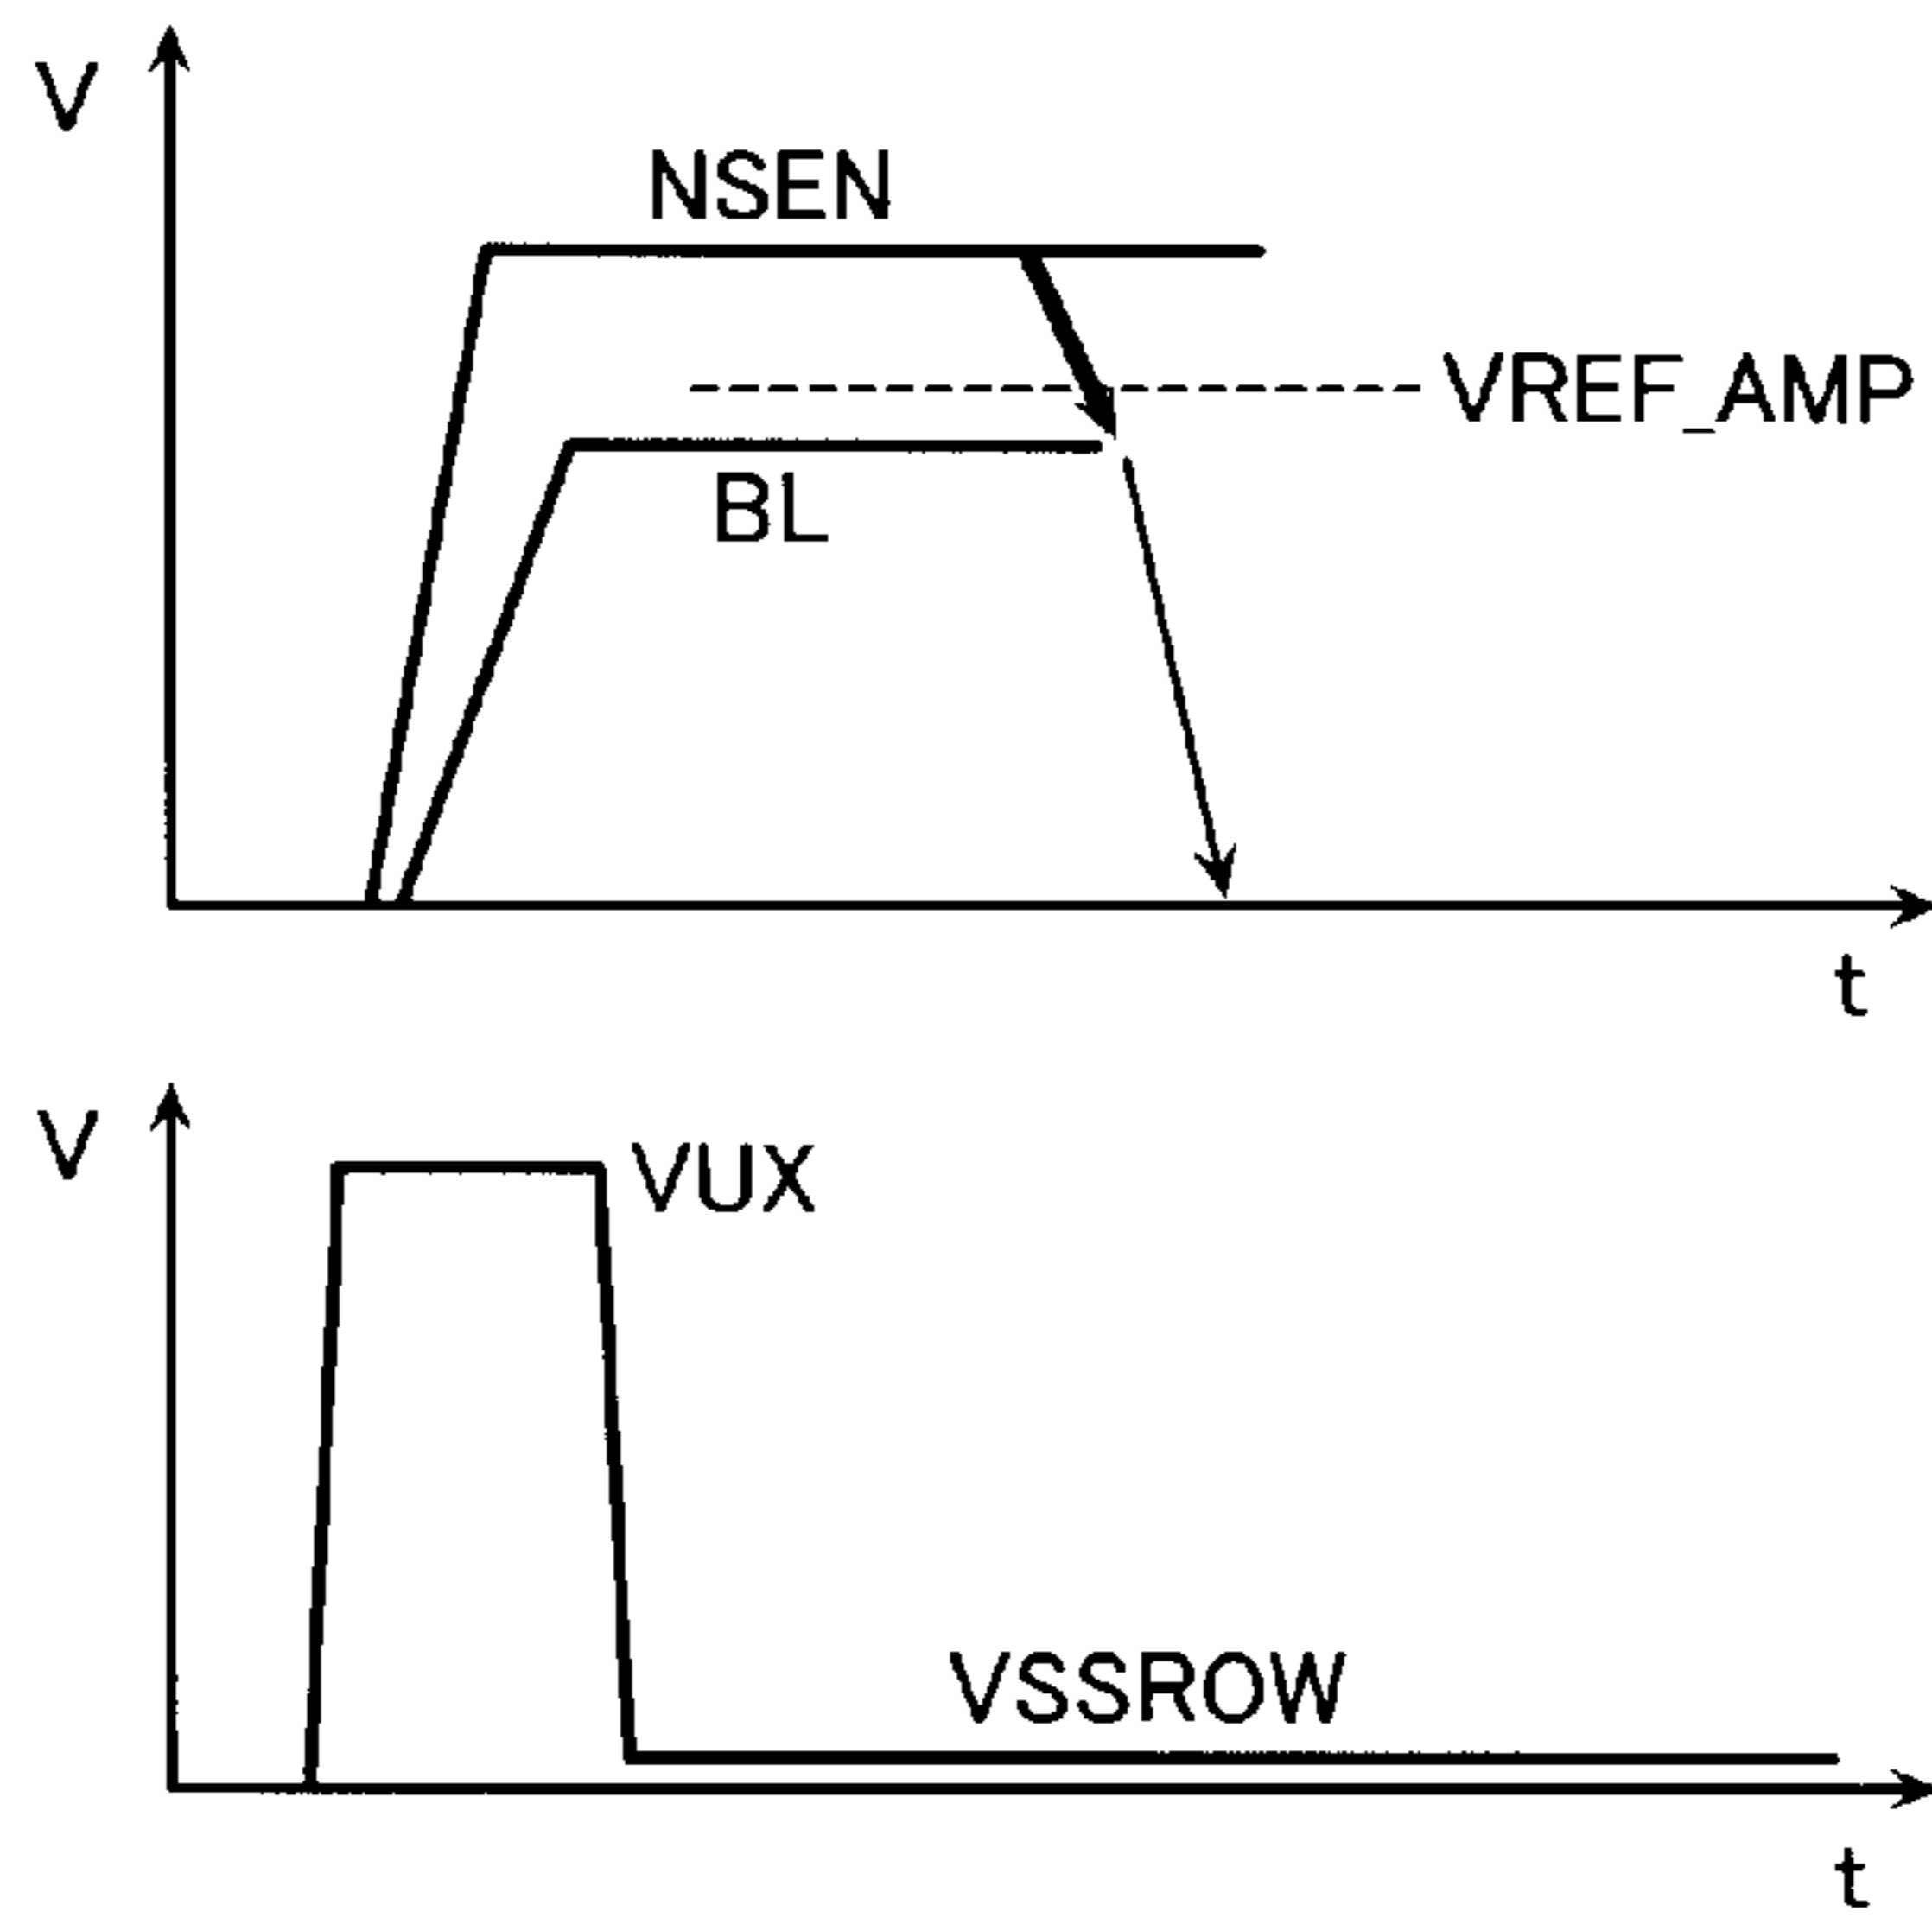 V
NSEN
VREF_AMP
BL
t
V
VUX
VSSROW
t